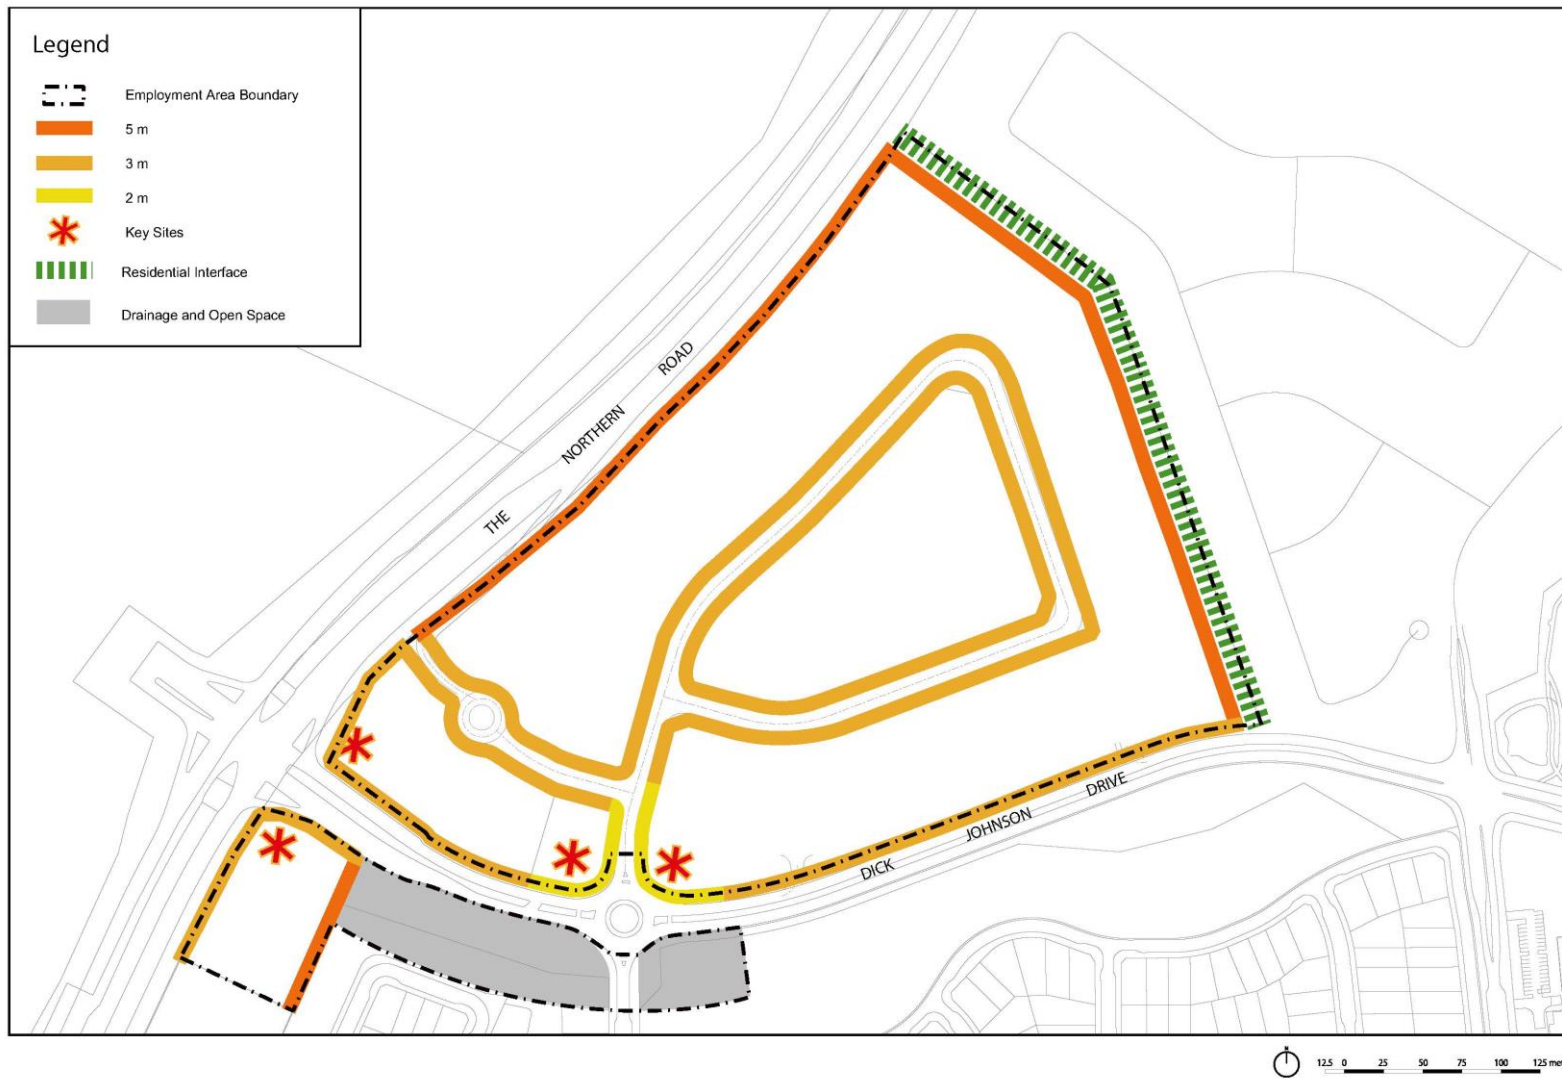 Legend
Employment Area Boundary
5 m
3 m
2 m
Key Sites
Residential Interface
Drainage and Open Space
THE NORTHERN ROAD
DICK JOHNSON DRIVE
N
12.5 0 25 50 75 100 125 met